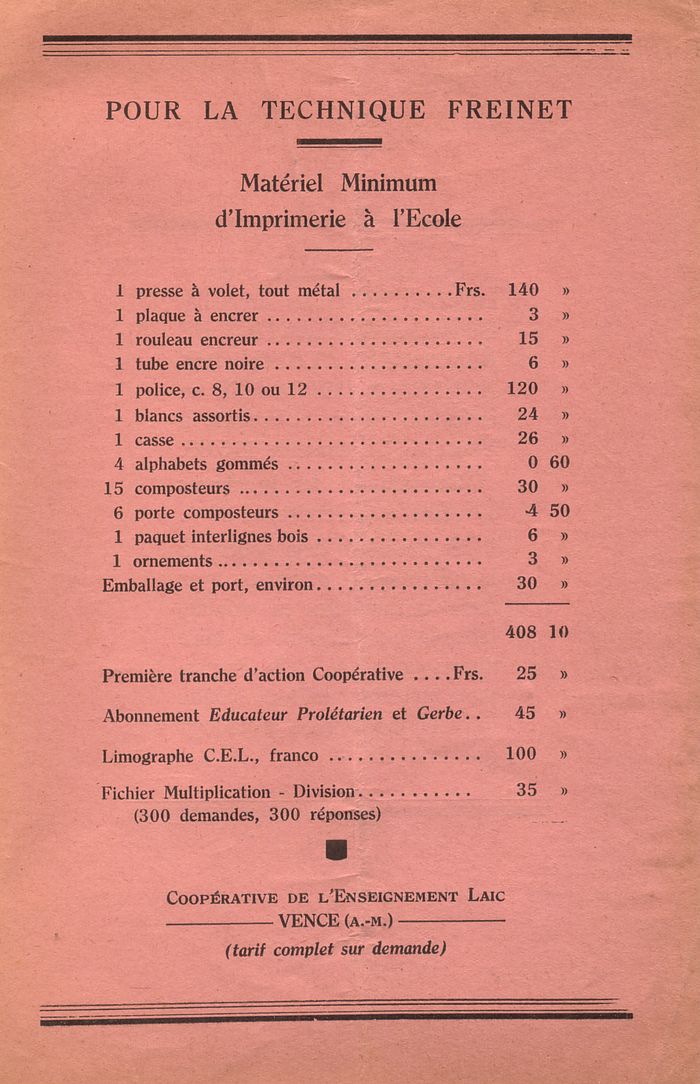 POUR LA TECHNIQUE FREINET
Matériel Minimum
d'Imprimerie à l'Ecole
1 presse à volet, tout métal ..........Frs. 140 »
1 plaque à encrer ...................... 3 »
1 rouleau encreur ...................... 15 »
1 tube encre noire ..................... 6 »
1 police, c. 8, 10 ou 12 ................. 120 »
1 blancs assortis....................... 24 »
1 casse .............................. 26 »
4 alphabets gommés .................... 0 60
15 composteurs ......................... 30 »
6 porte composteurs .................... 4 50
1 paquet interlignes bois ................. 6 »
1 ornements ........................... 3 »
Emballage et port, environ................. 30 »
408 10
Première tranche d'action Coopérative ....Frs. 25 »
Abonnement Educateur Prolétarien et Gerbe.. 45 »
Limographe C.E.L., franco ............... 100 »
Fichier Multiplication - Division........... 35 »
(300 demandes, 300 réponses)
COOPÉRATIVE DE L'ENSEIGNEMENT LAIC
VENCE (A.-M.)
(tarif complet sur demande)